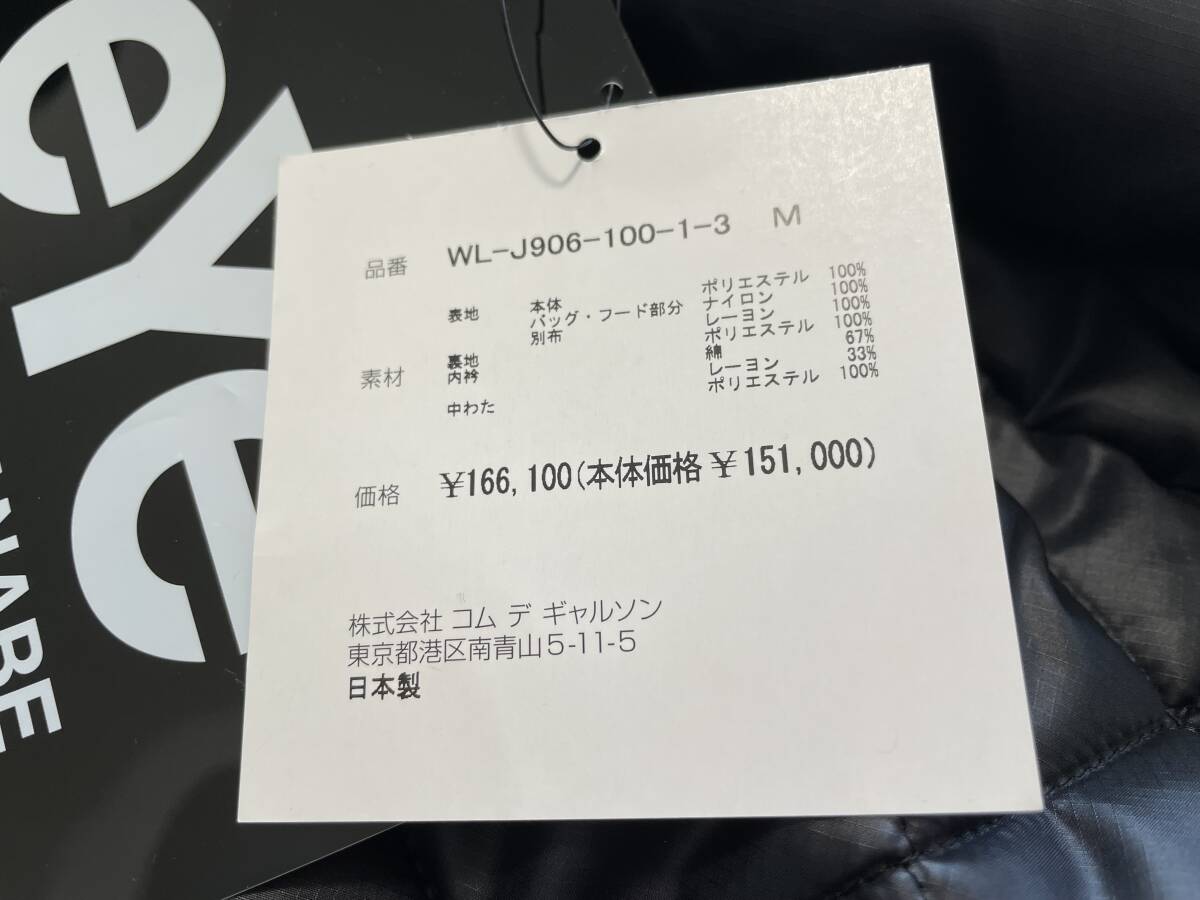 eye
品番 WL-J906-100-1-3 M
素材
表地 本体 ポリエステル 100%
バッグ・フード部分 ナイロン 100%
別布 レーヨン 100%
裏地 ポリエステル 100%
内衿 綿 67%
レーヨン 33%
中わた ポリエステル 100%
価格 ¥166,100(本体価格¥151,000)
株式会社 コム デ ギャルソン
東京都港区南青山5-11-5
日本製